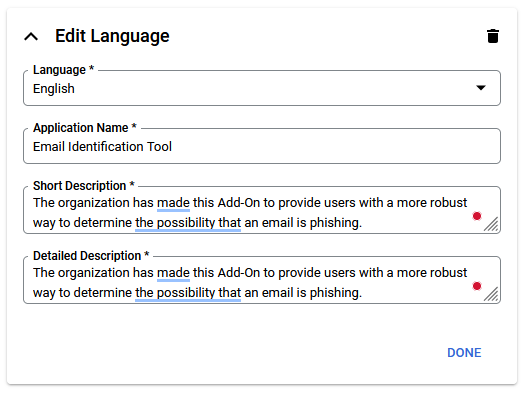 Edit Language
Language *
English
Application Name *
Email Identification Tool
Short Description *
The organization has made this Add-On to provide users with a more robust
way to determine the possibility that an email is phishing.
Detailed Description *
The organization has made this Add-On to provide users with a more robust
way to determine the possibility that an email is phishing.
DONE